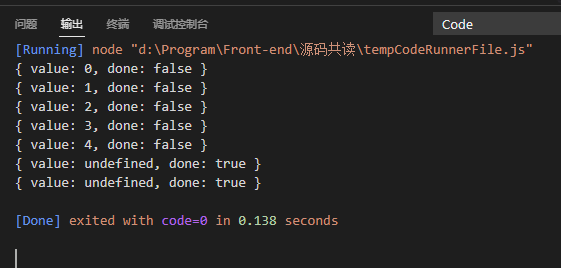 问题 输出 终端 调试控制台 Code
[Running] node "d:\Program\Front-end\源码共读\tempCodeRunnerFile.js"
{ value: 0, done: false }
{ value: 1, done: false }
{ value: 2, done: false }
{ value: 3, done: false }
{ value: 4, done: false }
{ value: undefined, done: true }
{ value: undefined, done: true }
[Done] exited with code=0 in 0.138 seconds